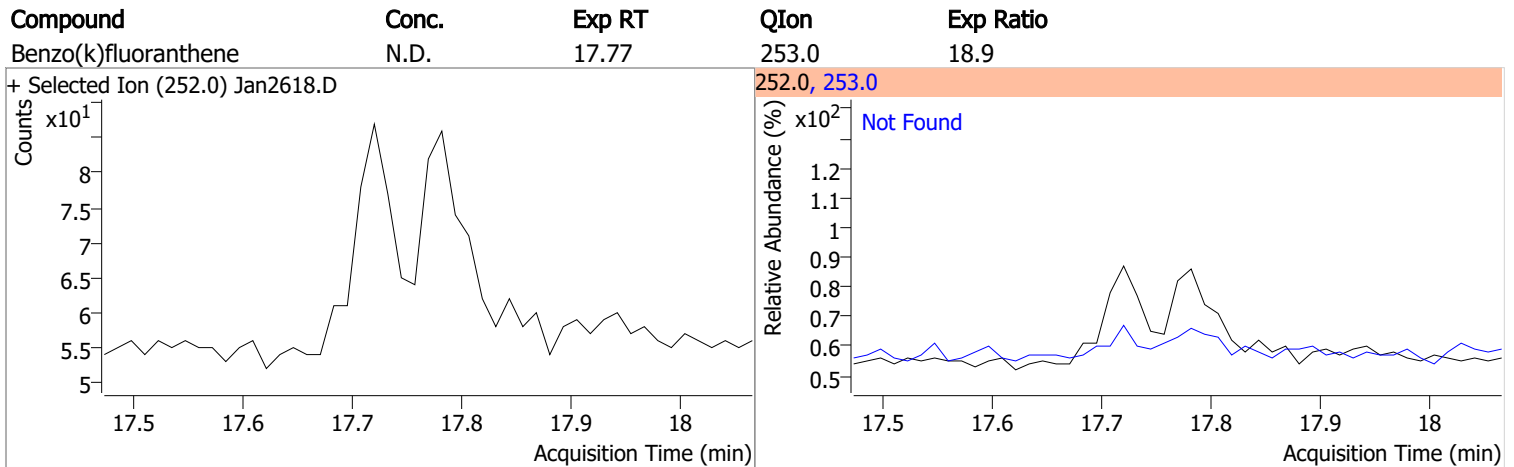 Compound Conc. Exp RT QIon Exp Ratio
Benzo(k)fluoranthene N.D. 17.77 253.0 18.9
+ Selected Ion (252.0) Jan2618.D
Counts
x10¹
8
7.5
7
6.5
6
5.5
5
17.5 17.6 17.7 17.8 17.9 18
Acquisition Time (min)
252.0, 253.0
Relative Abundance (%)
x10²
Not Found
1.2
1.1
1
0.9
0.8
0.7
0.6
0.5
17.5 17.6 17.7 17.8 17.9 18
Acquisition Time (min)